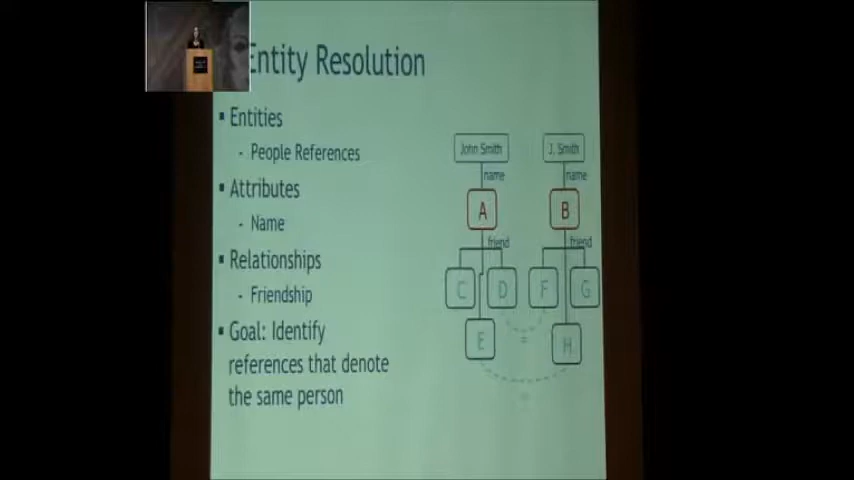 Entity Resolution
▪ Entities
- People References
▪ Attributes
- Name
▪ Relationships
- Friendship
▪ Goal: Identify
references that denote
the same person
John Smith
J. Smith
name
name
A
B
friend
friend
C
D
F
G
E
=
H
=